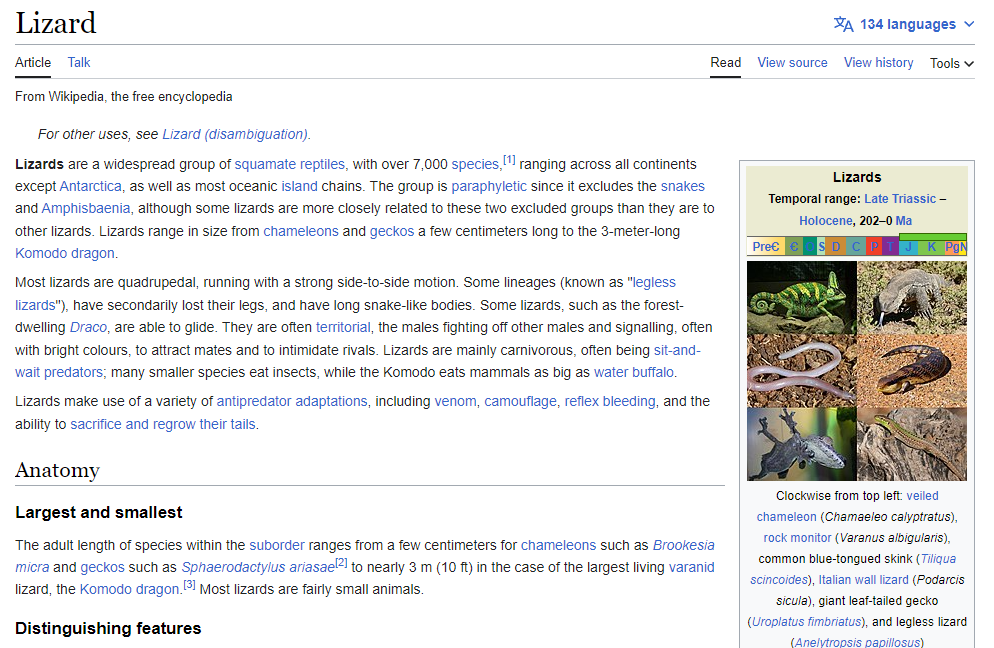 Lizard
134 languages
Article Talk
Read View source View history Tools
From Wikipedia, the free encyclopedia
For other uses, see Lizard (disambiguation).
Lizards are a widespread group of squamate reptiles, with over 7,000 species,[1] ranging across all continents
except Antarctica, as well as most oceanic island chains. The group is paraphyletic since it excludes the snakes
and Amphisbaenia, although some lizards are more closely related to these two excluded groups than they are to
other lizards. Lizards range in size from chameleons and geckos a few centimeters long to the 3-meter-long
Komodo dragon.
Most lizards are quadrupedal, running with a strong side-to-side motion. Some lineages (known as "legless
lizards"), have secondarily lost their legs, and have long snake-like bodies. Some lizards, such as the forest-
dwelling Draco, are able to glide. They are often territorial, the males fighting off other males and signalling, often
with bright colours, to attract mates and to intimidate rivals. Lizards are mainly carnivorous, often being sit-and-
wait predators; many smaller species eat insects, while the Komodo eats mammals as big as water buffalo.
Lizards make use of a variety of antipredator adaptations, including venom, camouflage, reflex bleeding, and the
ability to sacrifice and regrow their tails.
Anatomy
Largest and smallest
The adult length of species within the suborder ranges from a few centimeters for chameleons such as Brookesia
micra and geckos such as Sphaerodactylus ariasae[2] to nearly 3 m (10 ft) in the case of the largest living varanid
lizard, the Komodo dragon.[3] Most lizards are fairly small animals.
Distinguishing features
Lizards
Temporal range: Late Triassic –
Holocene, 202–0 Ma
PreꞒ Ꞓ O S D C P T J K PgN
Clockwise from top left: veiled
chameleon (Chamaeleo calyptratus),
rock monitor (Varanus albigularis),
common blue-tongued skink (Tiliqua
scincoides), Italian wall lizard (Podarcis
sicula), giant leaf-tailed gecko
(Uroplatus fimbriatus), and legless lizard
(Anelytropsis papillosus)